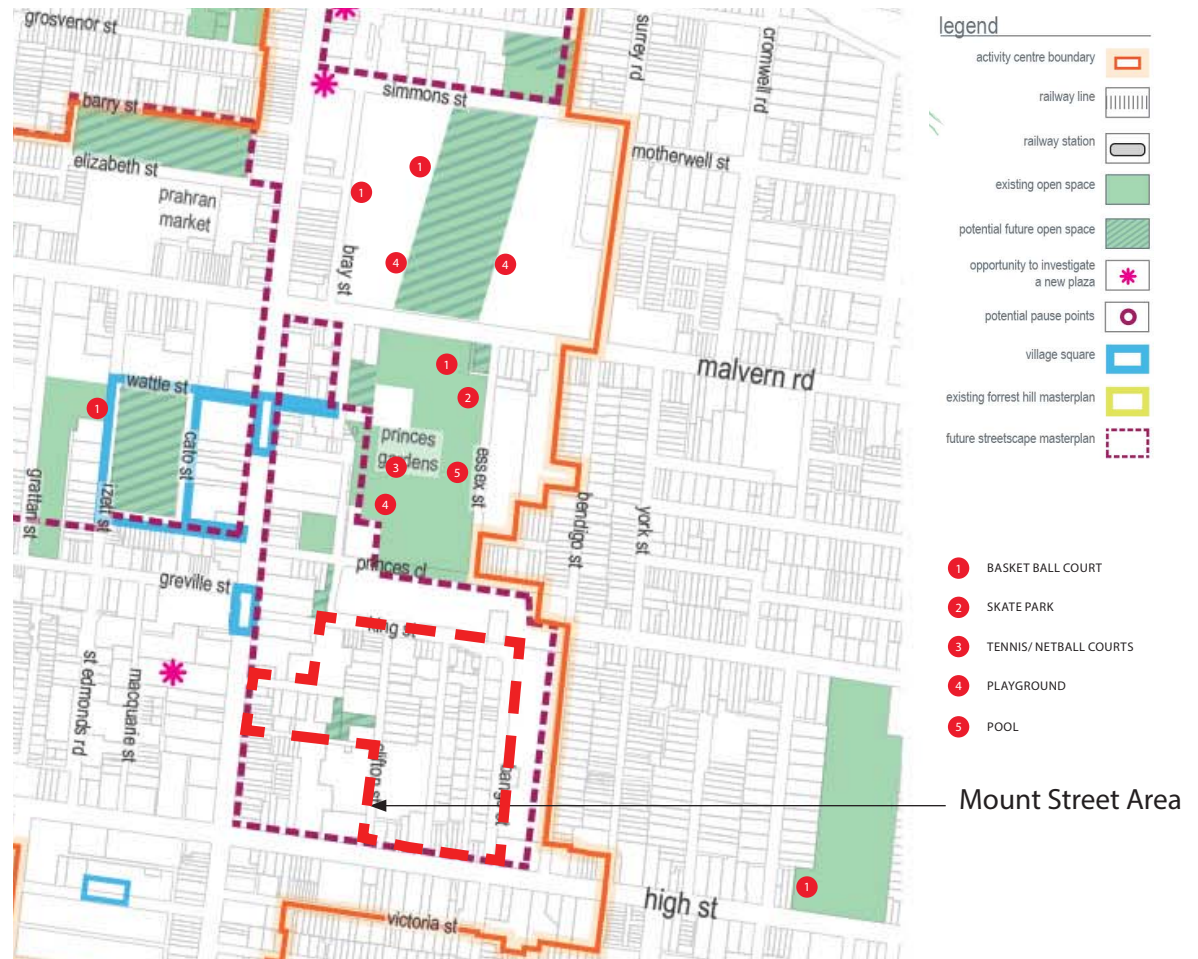 grosvenor st
barry st
elizabeth st
prahran
market
simmons st
surrey rd
cromwell rd
motherwell st
1
1
4
4
bray st
malvern rd
wattle st
1
grattan st
izett st
cato st
1
2
princes
gardens
3
5
4
essex st
bendigo st
york st
greville st
princes cl
king st
st edmonds rd
macquarie st
clifton st
bangs st
high st
victoria st
1
legend
activity centre boundary
railway line
railway station
existing open space
potential future open space
opportunity to investigate
a new plaza
potential pause points
village square
existing forrest hill masterplan
future streetscape masterplan
1 BASKET BALL COURT
2 SKATE PARK
3 TENNIS/ NETBALL COURTS
4 PLAYGROUND
5 POOL
Mount Street Area